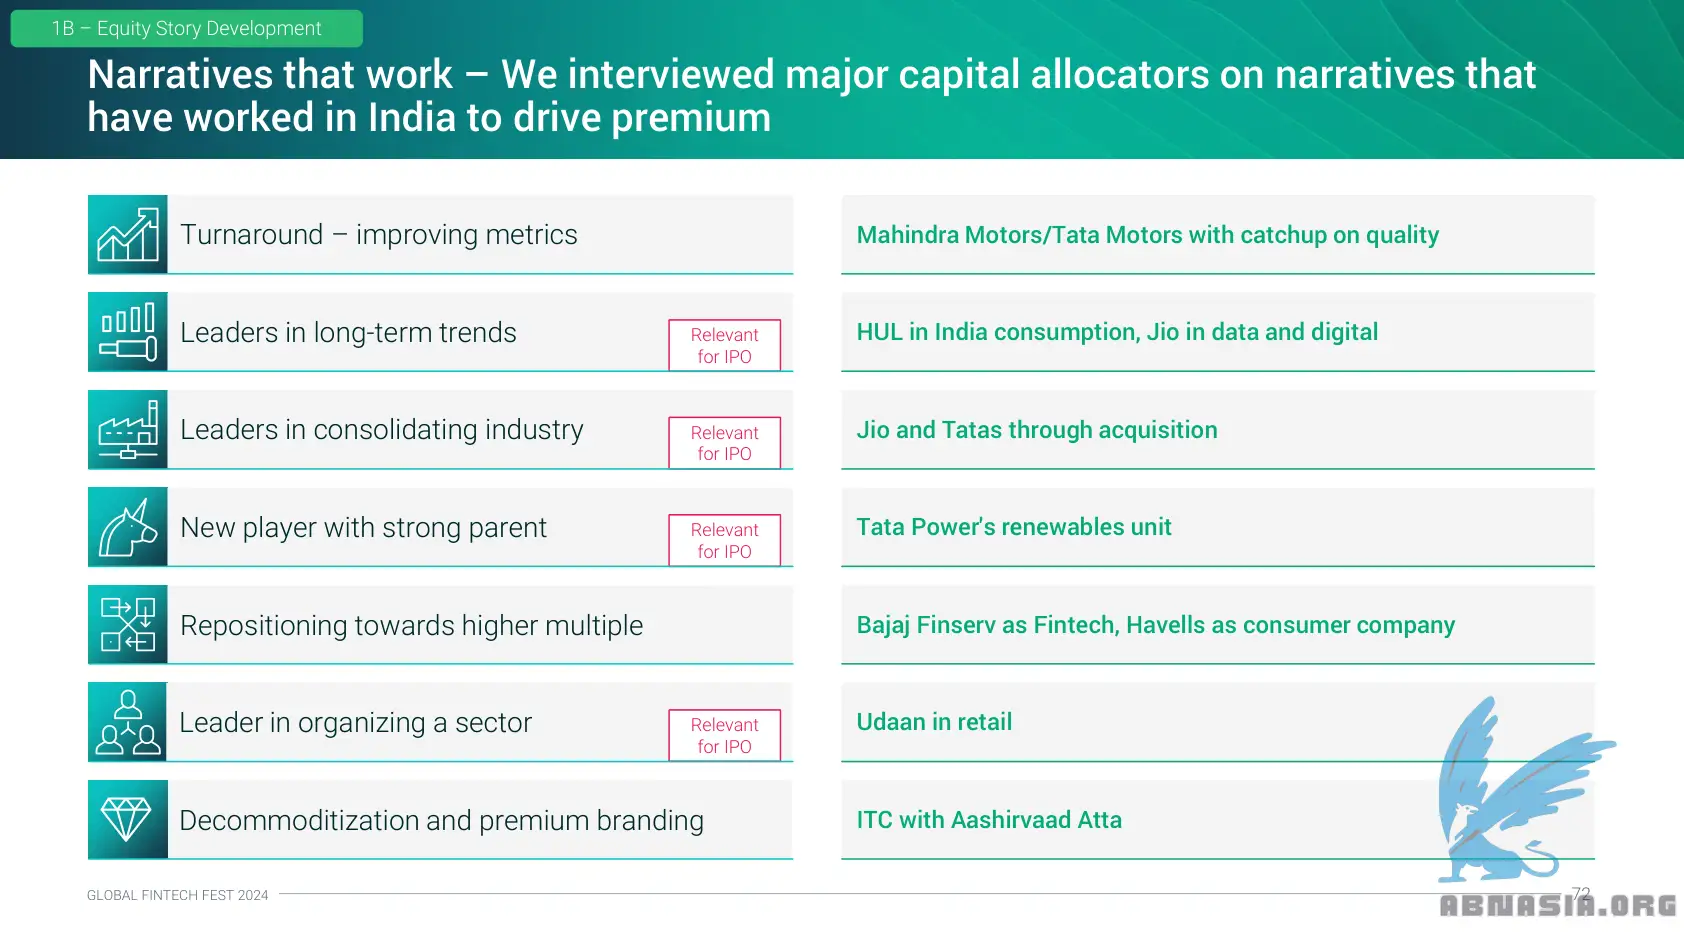 1B – Equity Story Development
Narratives that work – We interviewed major capital allocators on narratives that
have worked in India to drive premium
Turnaround – improving metrics
Mahindra Motors/Tata Motors with catchup on quality
Leaders in long-term trends
Relevant
for IPO
HUL in India consumption, Jio in data and digital
Leaders in consolidating industry
Relevant
for IPO
Jio and Tatas through acquisition
New player with strong parent
Relevant
for IPO
Tata Power's renewables unit
Repositioning towards higher multiple
Bajaj Finserv as Fintech, Havells as consumer company
Leader in organizing a sector
Relevant
for IPO
Udaan in retail
Decommoditization and premium branding
ITC with Aashirvaad Atta
GLOBAL FINTECH FEST 2024
72
ABNASIA.ORG